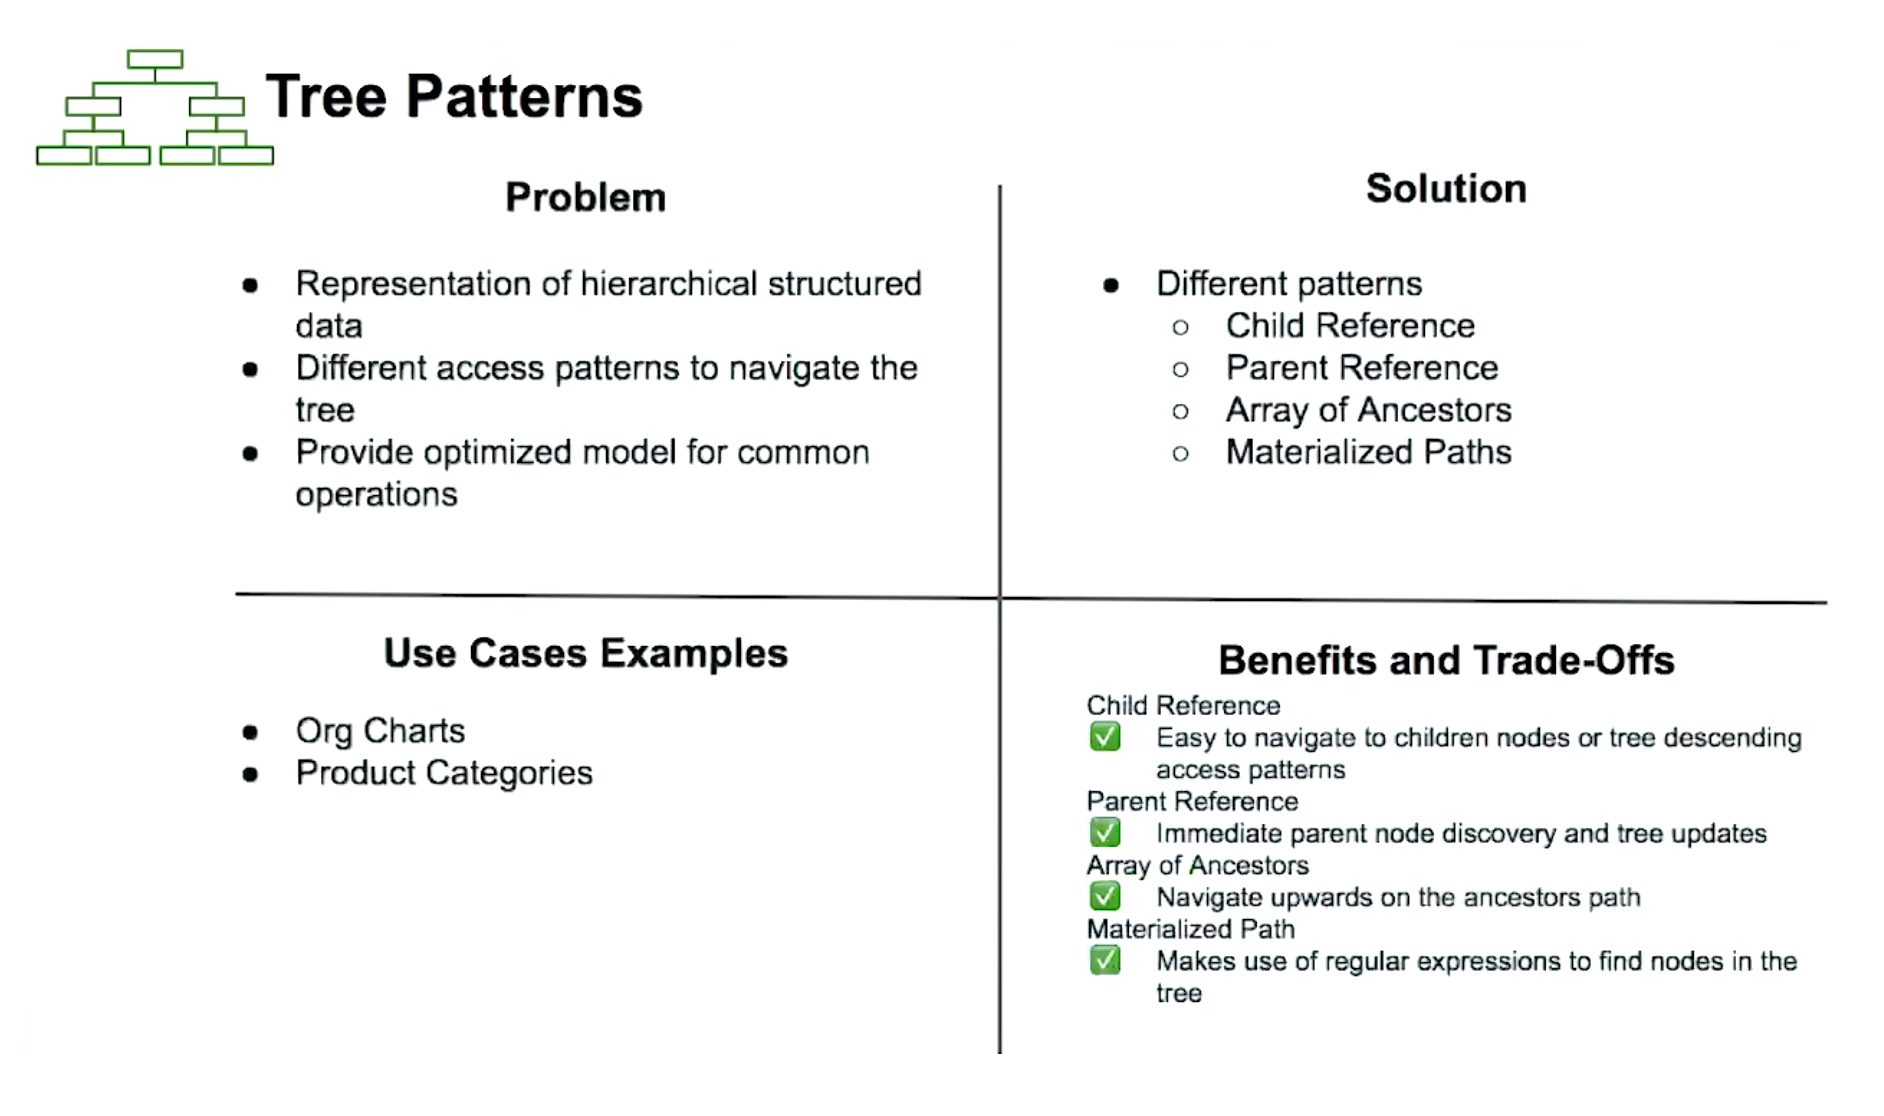 Tree Patterns
Problem
● Representation of hierarchical structured
data
● Different access patterns to navigate the
tree
● Provide optimized model for common
operations
Solution
● Different patterns
○ Child Reference
○ Parent Reference
○ Array of Ancestors
○ Materialized Paths
Use Cases Examples
● Org Charts
● Product Categories
Benefits and Trade-Offs
Child Reference
✅ Easy to navigate to children nodes or tree descending
access patterns
Parent Reference
✅ Immediate parent node discovery and tree updates
Array of Ancestors
✅ Navigate upwards on the ancestors path
Materialized Path
✅ Makes use of regular expressions to find nodes in the
tree